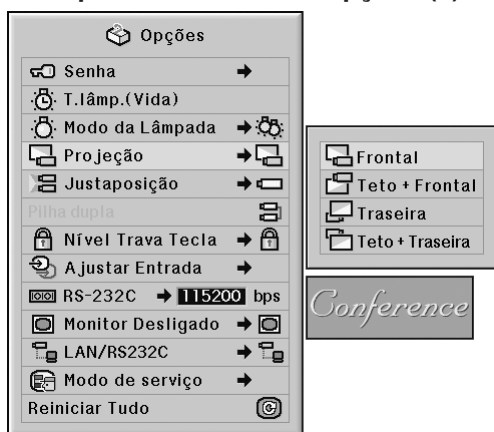 Opções
Senha
T.lâmp.(Vida)
Modo da Lâmpada
Projeção
Justaposição
Pilha dupla
Nível Trava Tecla
Ajustar Entrada
RS-232C 115200 bps
Monitor Desligado
LAN/RS232C
Modo de serviço
Reiniciar Tudo
Frontal
Teto + Frontal
Traseira
Teto + Traseira
Conference